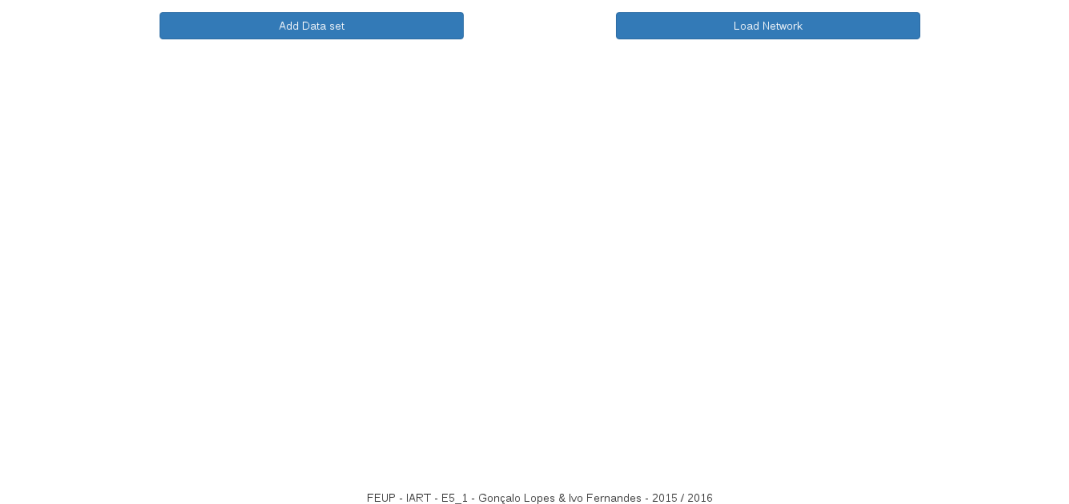 Add Data set
Load Network
FEUP - IART - E5_1 - Gonçalo Lopes & Ivo Fernandes - 2015 / 2016